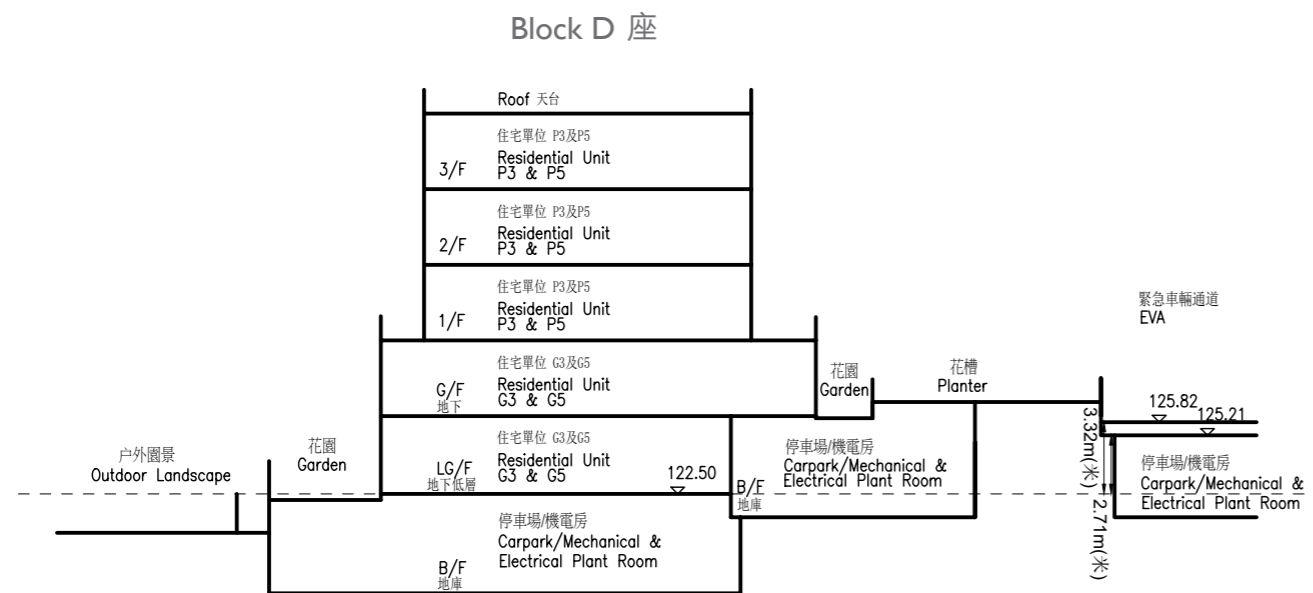 Block D 座
Roof 天台
住宅單位 P3及P5
Residential Unit
P3 & P5
3/F
住宅單位 P3及P5
Residential Unit
P3 & P5
2/F
住宅單位 P3及P5
Residential Unit
P3 & P5
1/F
緊急車輛通道
EVA
住宅單位 G3及G5
Residential Unit
G3 & G5
G/F
地下
花園
Garden
花槽
Planter
125.82
125.21
3.32m(米)
2.71m(米)
户外園景
Outdoor Landscape
花園
Garden
住宅單位 G3及G5
Residential Unit
G3 & G5
LG/F
地下低層
122.50
B/F
地庫
停車場/機電房
Carpark/Mechanical &
Electrical Plant Room
停車場/機電房
Carpark/Mechanical &
Electrical Plant Room
停車場/機電房
Carpark/Mechanical &
Electrical Plant Room
B/F
地庫